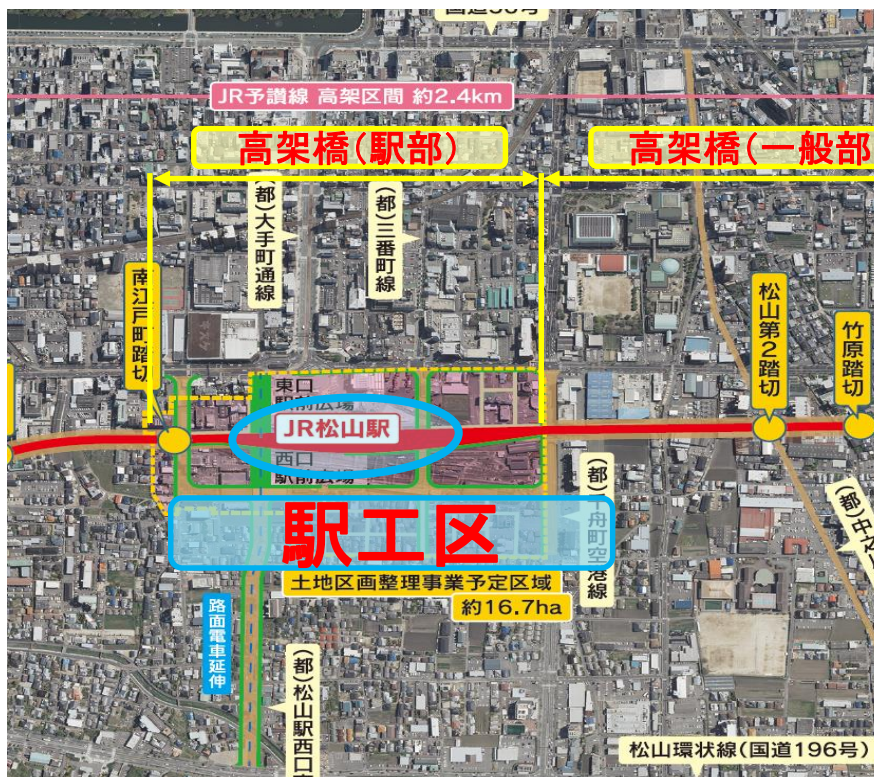 国道56号
JR予讃線 高架区間 約2.4km
高架橋(駅部)
高架橋(一般部
(都)大手町通線
(都)三番町線
南江戸町踏切
松山第2踏切
竹原踏切
東口
駅前広場
JR松山駅
西口
駅前広場
駅工区
(都)千舟町空港線
(都)中之
土地区画整理事業予定区域
約16.7ha
路面電車延伸
(都)松山駅西口
松山環状線(国道196号)